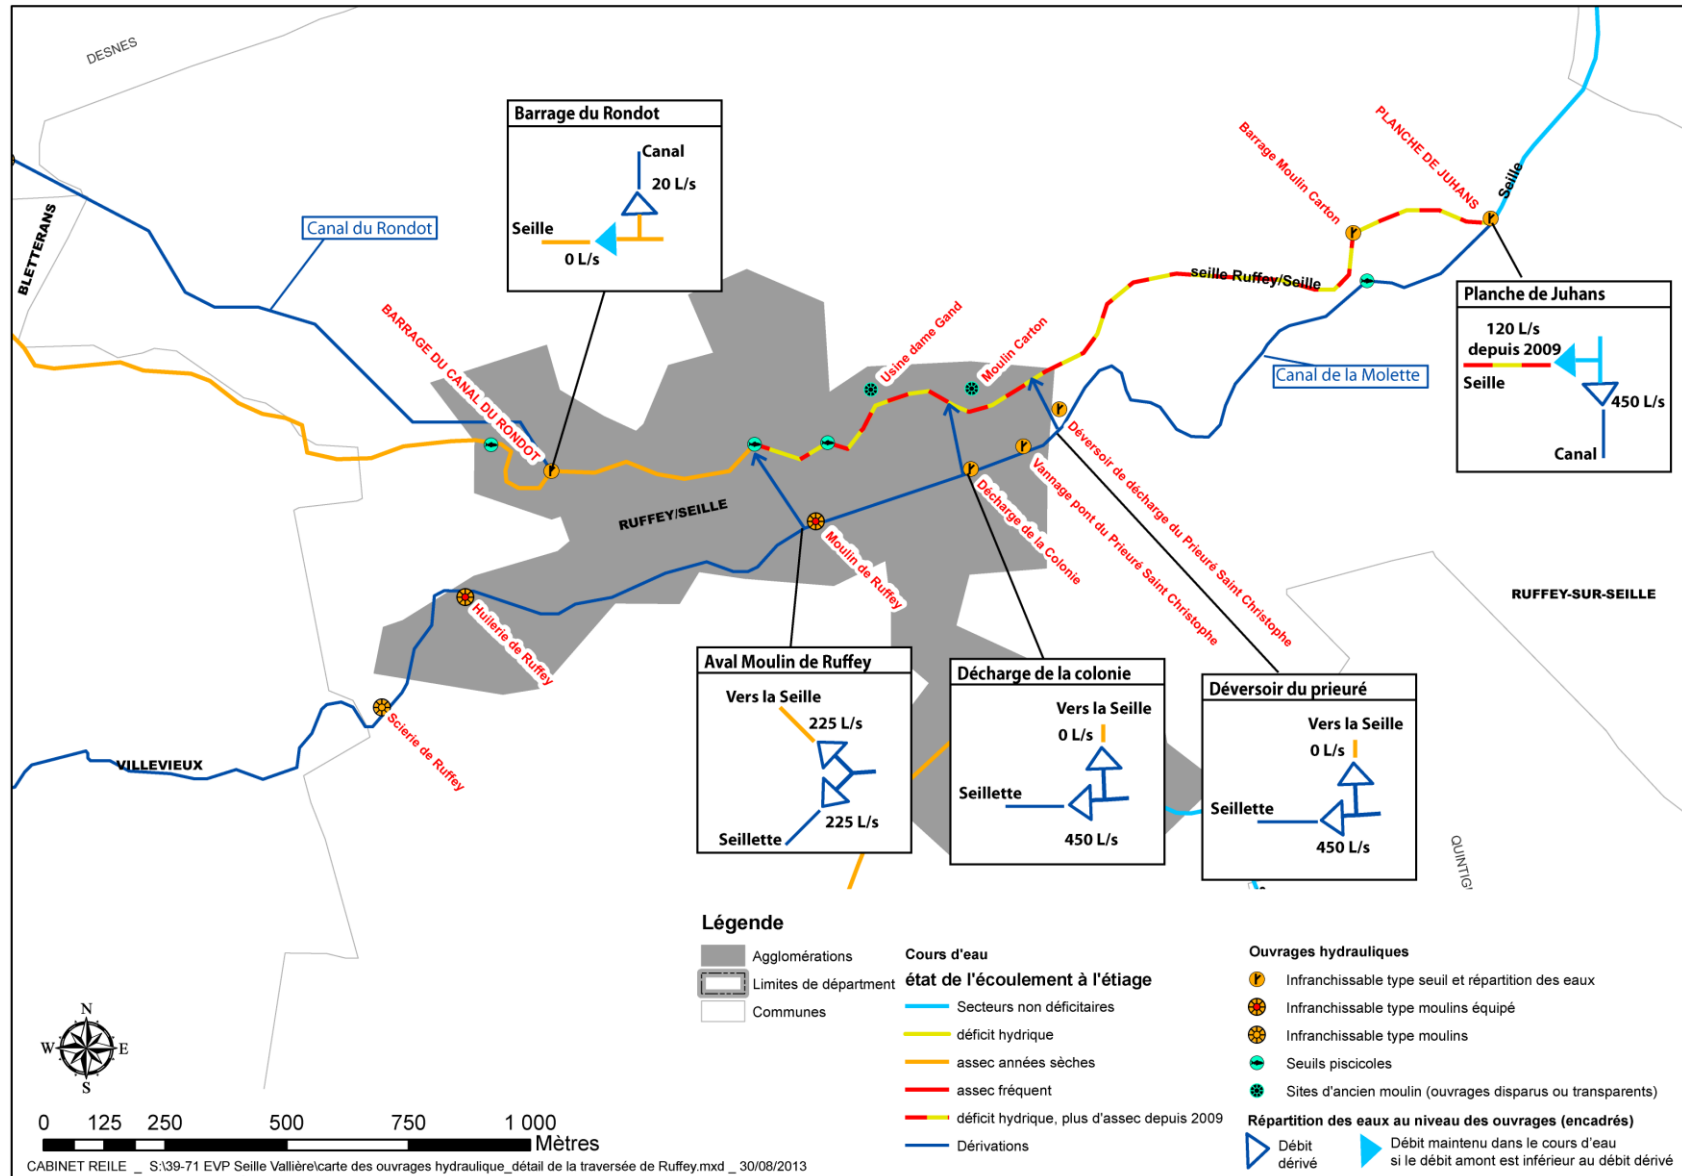 DESNES
BLETTERANS
Canal du Rondot
Barrage du Rondot
Canal
20 L/s
Seille
0 L/s
BARRAGE DU CANAL DU RONDOT
Usine dame Gand
Moulin Carton
Barrage Moulin Carton
PLANCHE DE JUHANS
Seille
seille Ruffey/Seille
Canal de la Molette
Planche de Juhans
120 L/s
depuis 2009
Seille
450 L/s
Canal
RUFFEY/SEILLE
Moulin de Ruffey
Décharge de la Colonie
Vannage pont du Prieuré Saint Christophe
Déversoir de décharge du Prieuré Saint Christophe
RUFFEY-SUR-SEILLE
Huilerie de Ruffey
Scierie de Ruffey
VILLEVIEUX
Aval Moulin de Ruffey
Vers la Seille
225 L/s
225 L/s
Seillette
Décharge de la colonie
Vers la Seille
0 L/s
Seillette
450 L/s
Déversoir du prieuré
Vers la Seille
0 L/s
Seillette
450 L/s
Légende
Agglomérations
Limites de départment
Communes
Cours d'eau
état de l'écoulement à l'étiage
Secteurs non déficitaires
déficit hydrique
assec années sèches
assec fréquent
déficit hydrique, plus d'assec depuis 2009
Dérivations
Ouvrages hydrauliques
Infranchissable type seuil et répartition des eaux
Infranchissable type moulins équipé
Infranchissable type moulins
Seuils piscicoles
Sites d'ancien moulin (ouvrages disparus ou transparents)
Répartition des eaux au niveau des ouvrages (encadrés)
Débit
dérivé
Débit maintenu dans le cours d'eau
si le débit amont est inférieur au débit dérivé
N
W E
S
0 125 250 500 750 1 000
Mètres
CABINET REILE _ S:\39-71 EVP Seille Vallière\carte des ouvrages hydraulique_détail de la traversée de Ruffey.mxd _ 30/08/2013